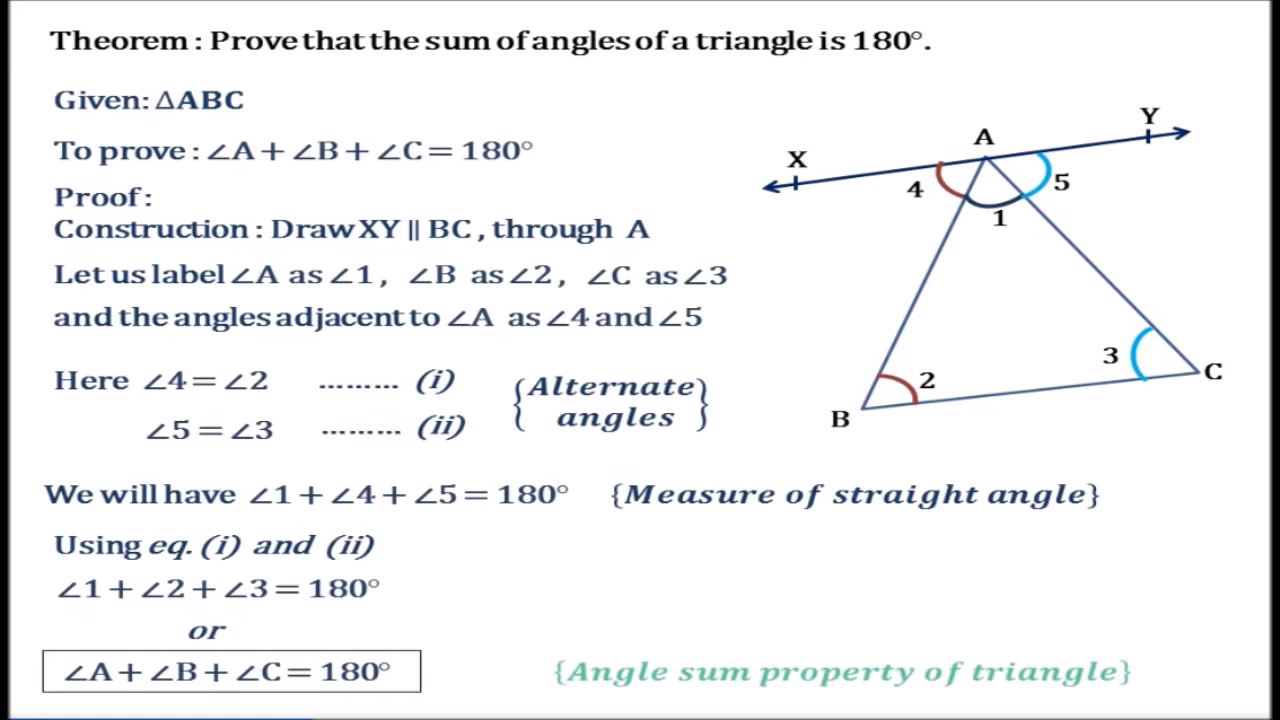 Theorem : Prove that the sum of angles of a triangle is 180°.
Given: ΔABC
To prove : ∠A + ∠B + ∠C = 180°
Proof :
Construction : Draw XY || BC , through A
Let us label ∠A as ∠1 , ∠B as ∠2 , ∠C as ∠3
and the angles adjacent to ∠A as ∠4 and ∠5
Here ∠4 = ∠2 ......... (i)
∠5 = ∠3 ......... (ii)
{Alternate
angles}
We will have ∠1 + ∠4 + ∠5 = 180° {Measure of straight angle}
Using eq. (i) and (ii)
∠1 + ∠2 + ∠3 = 180°
or
∠A + ∠B + ∠C = 180°
{Angle sum property of triangle}
Y
A
X
4
5
1
3
C
2
B